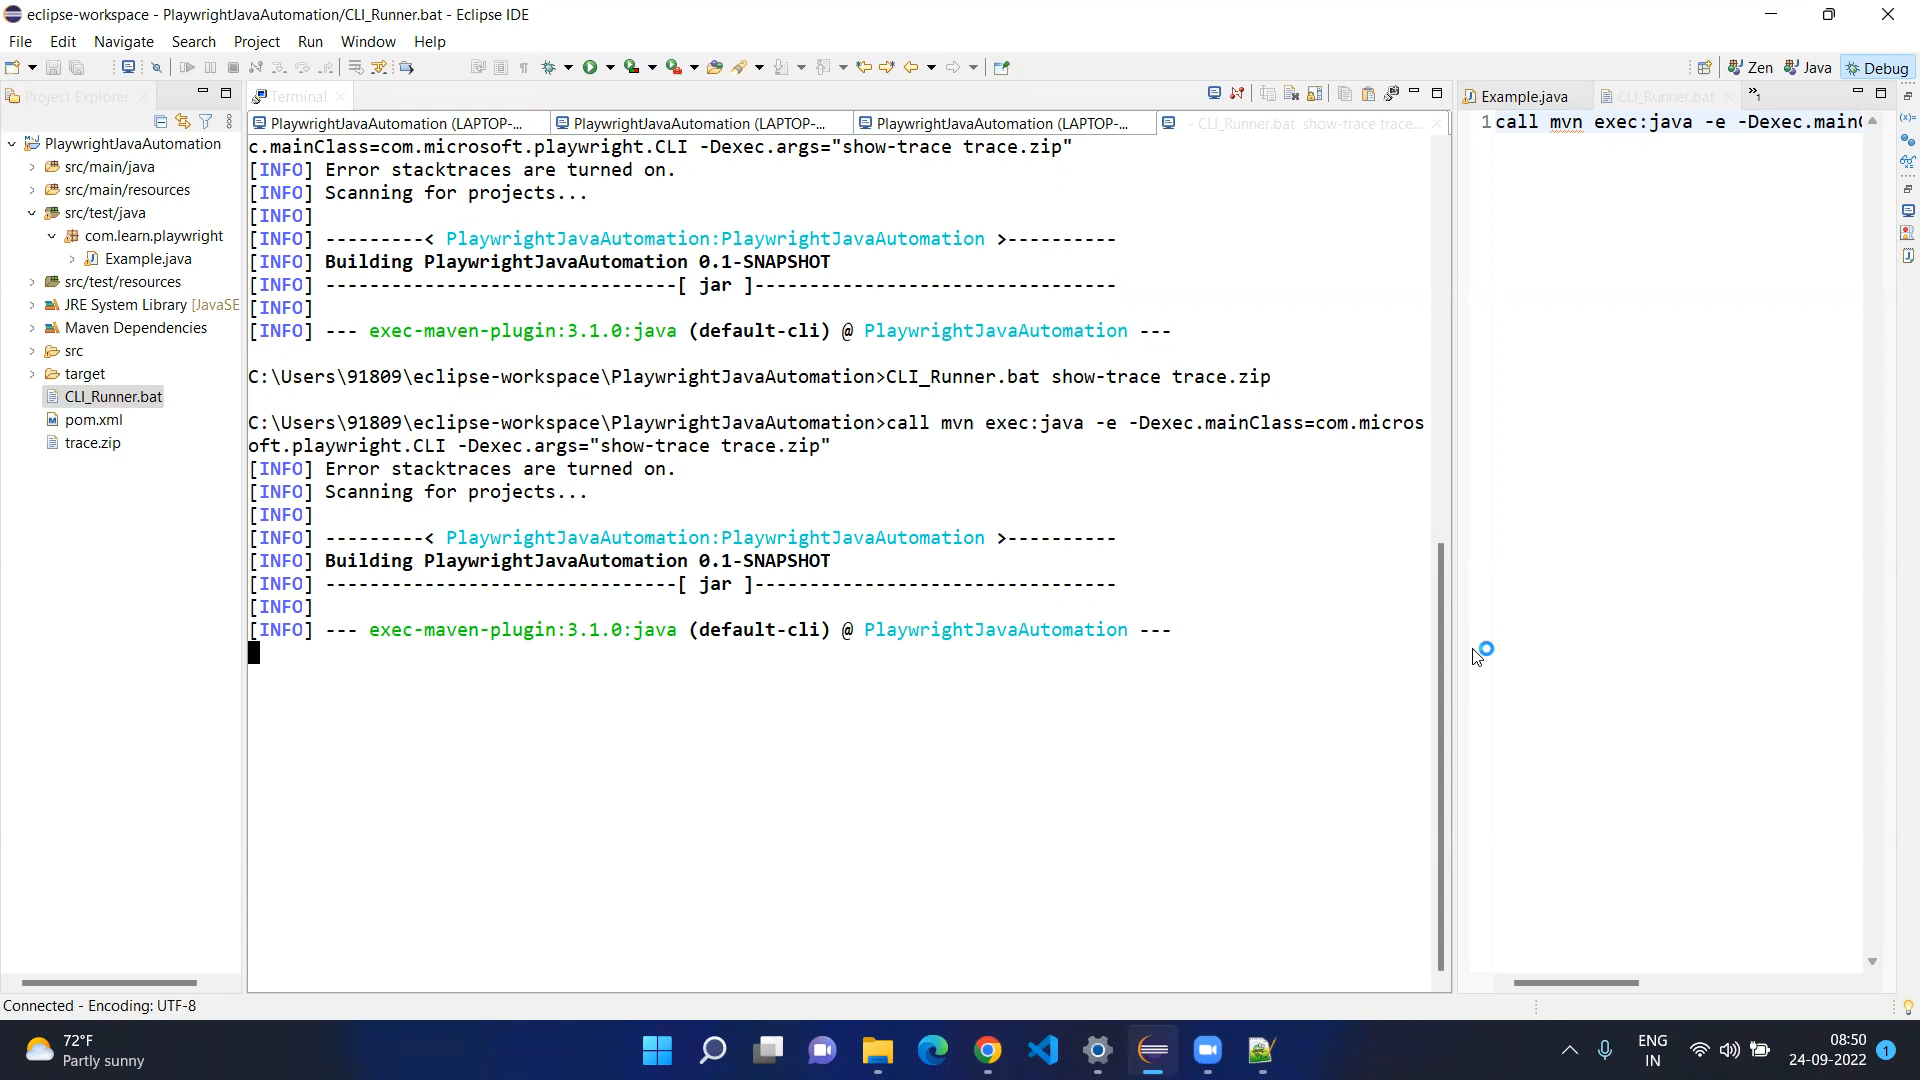 eclipse-workspace - PlaywrightJavaAutomation/CLI_Runner.bat - Eclipse IDE
File Edit Navigate Search Project Run Window Help
Zen Java Debug
Project Explorer
Terminal
Example.java CLI_Runner.bat »1
PlaywrightJavaAutomation (LAPTOP-... PlaywrightJavaAutomation (LAPTOP-... PlaywrightJavaAutomation (LAPTOP-... - CLI_Runner.bat show-trace trace...
PlaywrightJavaAutomation
src/main/java
src/main/resources
src/test/java
com.learn.playwright
Example.java
src/test/resources
JRE System Library [JavaSE
Maven Dependencies
src
target
CLI_Runner.bat
pom.xml
trace.zip
c.mainClass=com.microsoft.playwright.CLI -Dexec.args="show-trace trace.zip"
[INFO] Error stacktraces are turned on.
[INFO] Scanning for projects...
[INFO]
[INFO] ---------< PlaywrightJavaAutomation:PlaywrightJavaAutomation >----------
[INFO] Building PlaywrightJavaAutomation 0.1-SNAPSHOT
[INFO] --------------------------------[ jar ]---------------------------------
[INFO]
[INFO] --- exec-maven-plugin:3.1.0:java (default-cli) @ PlaywrightJavaAutomation ---
C:\Users\91809\eclipse-workspace\PlaywrightJavaAutomation>CLI_Runner.bat show-trace trace.zip
C:\Users\91809\eclipse-workspace\PlaywrightJavaAutomation>call mvn exec:java -e -Dexec.mainClass=com.micros
oft.playwright.CLI -Dexec.args="show-trace trace.zip"
[INFO] Error stacktraces are turned on.
[INFO] Scanning for projects...
[INFO]
[INFO] ---------< PlaywrightJavaAutomation:PlaywrightJavaAutomation >----------
[INFO] Building PlaywrightJavaAutomation 0.1-SNAPSHOT
[INFO] --------------------------------[ jar ]---------------------------------
[INFO]
[INFO] --- exec-maven-plugin:3.1.0:java (default-cli) @ PlaywrightJavaAutomation ---
1 call mvn exec:java -e -Dexec.main
Connected - Encoding: UTF-8
72°F
Partly sunny
ENG
IN
08:50
24-09-2022
1